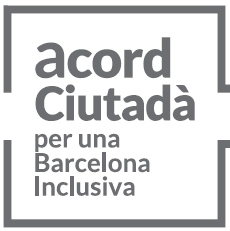 acord
Ciutadà
per una
Barcelona
Inclusiva